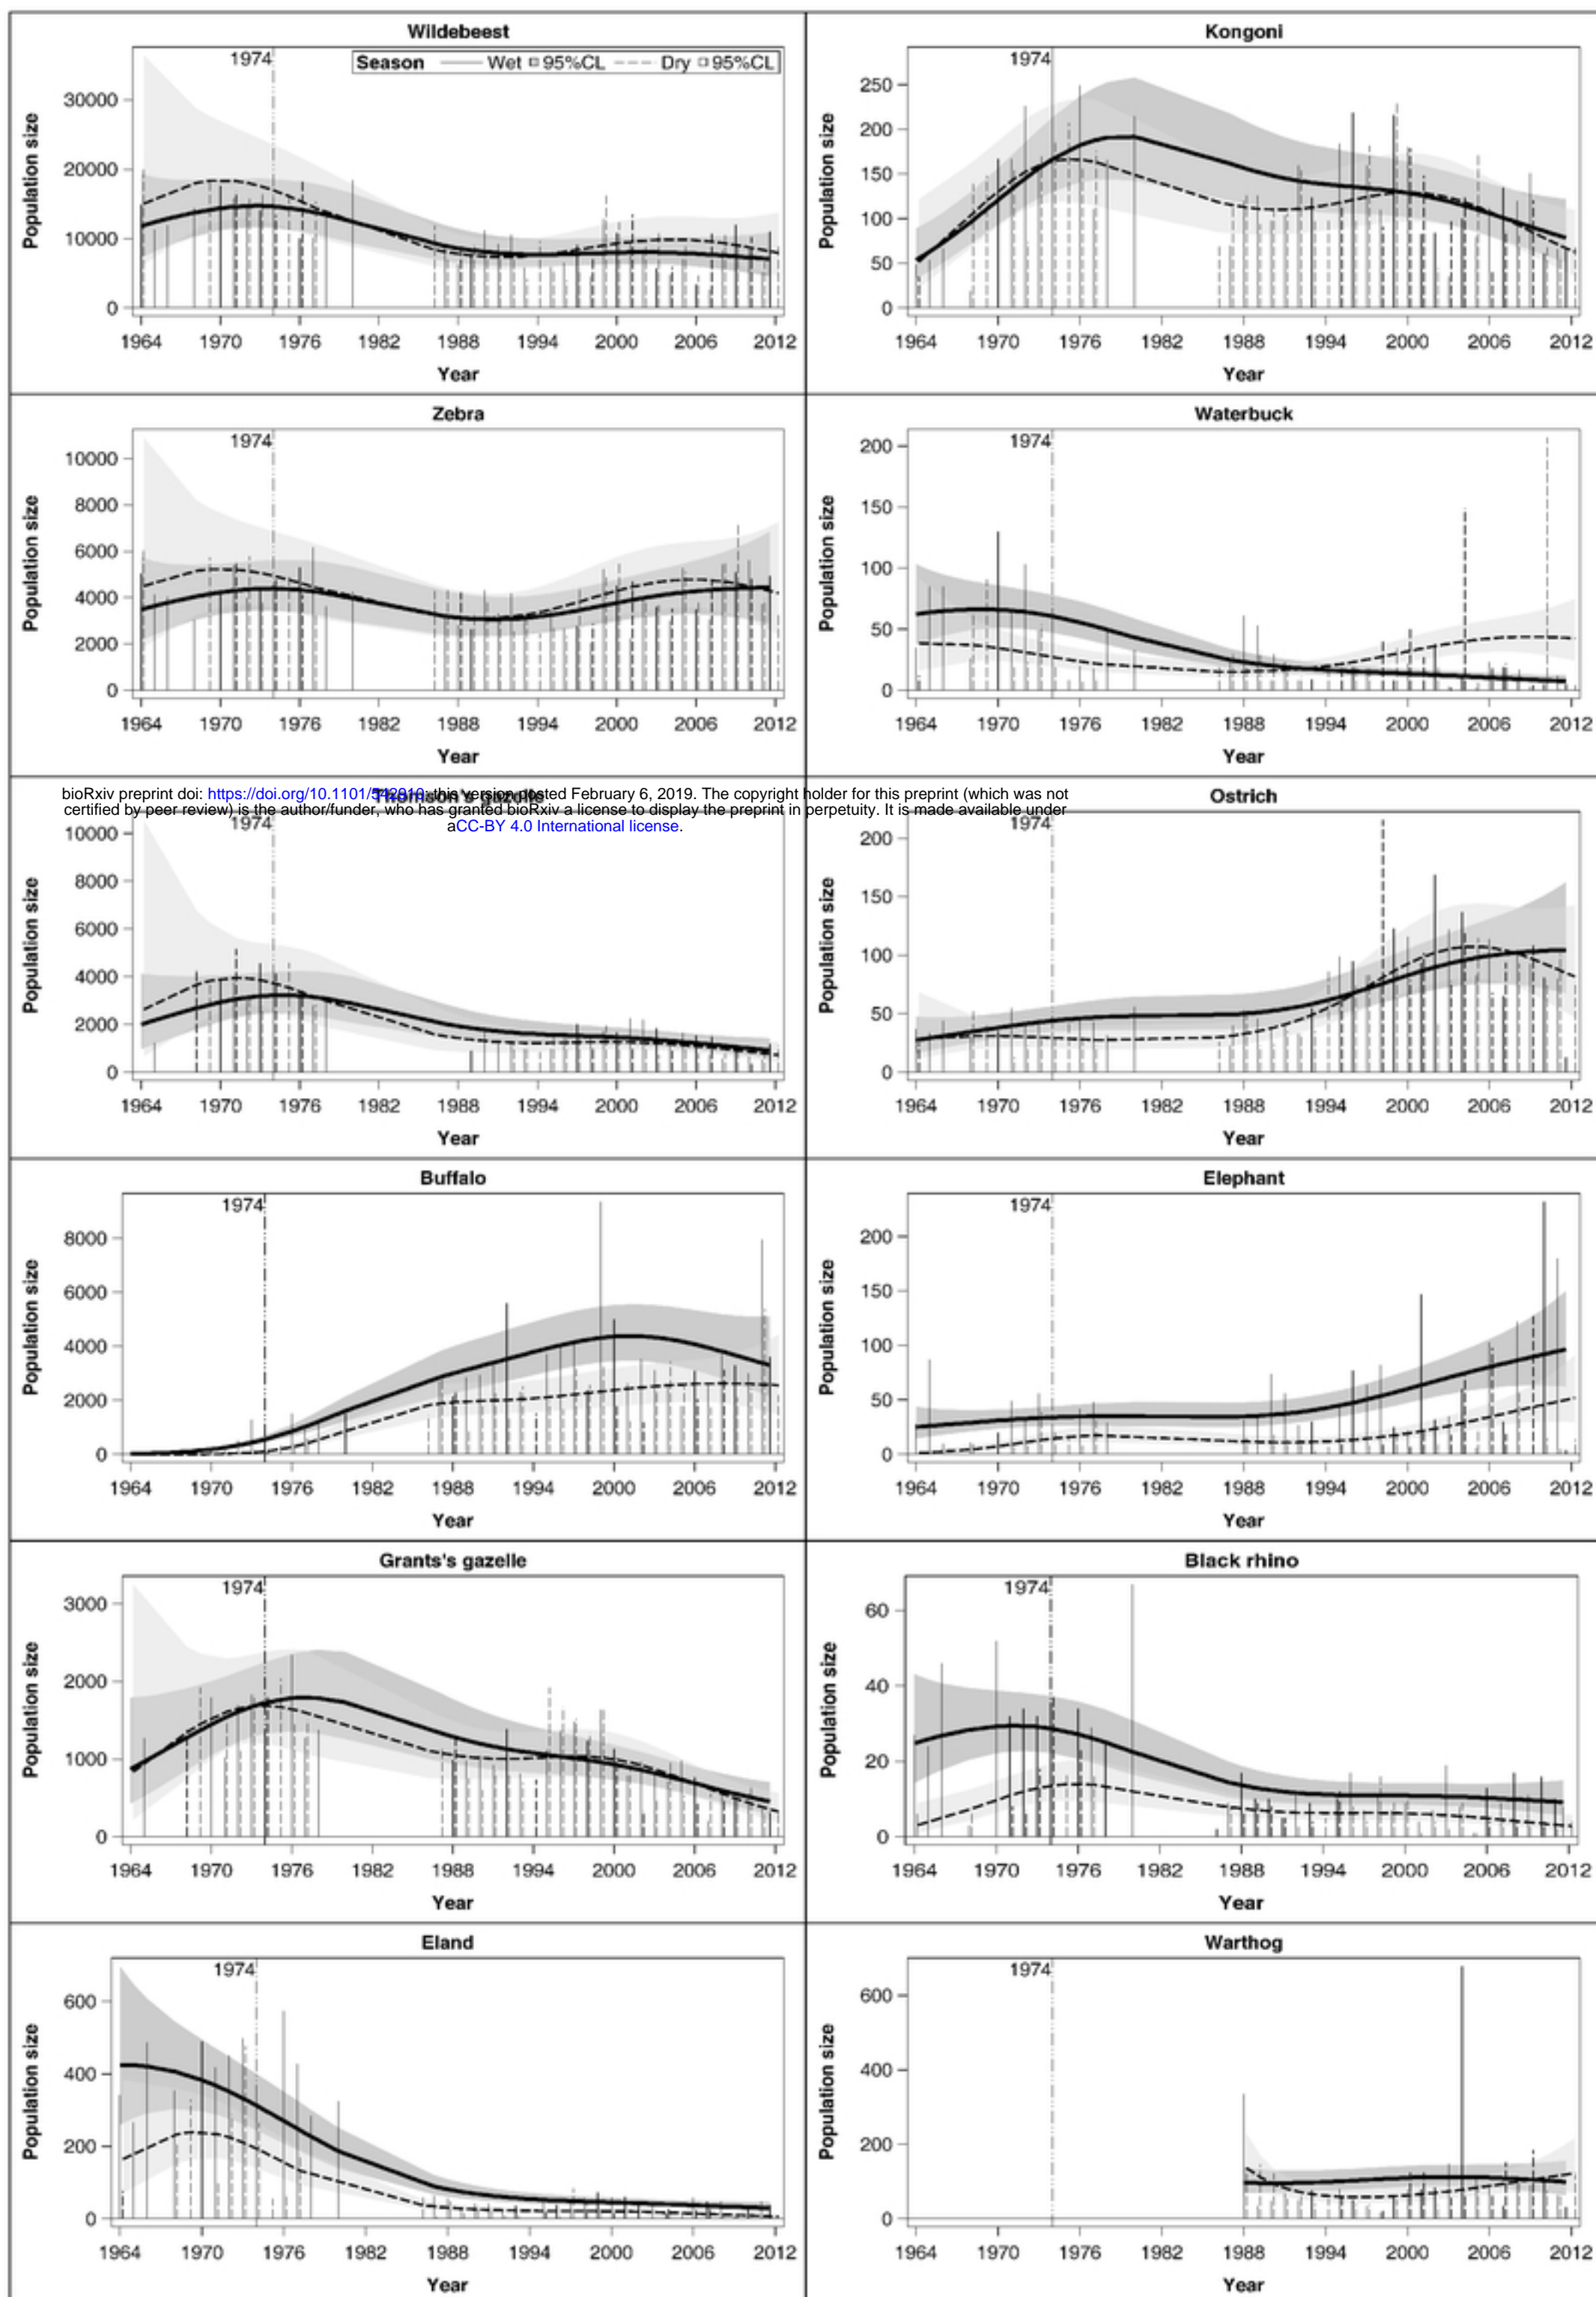 Wildebeest
1974
Season Wet 95%CL Dry 95%CL
Population size
30000
20000
10000
0
1964 1970 1976 1982 1988 1994 2000 2006 2012
Year
Kongoni
1974
Population size
250
200
150
100
50
0
1964 1970 1976 1982 1988 1994 2000 2006 2012
Year
Zebra
1974
Population size
10000
8000
6000
4000
2000
0
1964 1970 1976 1982 1988 1994 2000 2006 2012
Year
Waterbuck
1974
Population size
200
150
100
50
0
1964 1970 1976 1982 1988 1994 2000 2006 2012
Year
bioRxiv preprint doi: https://doi.org/10.1101/542910; this version posted February 6, 2019. The copyright holder for this preprint (which was not
certified by peer review) is the author/funder, who has granted bioRxiv a license to display the preprint in perpetuity. It is made available under
aCC-BY 4.0 International license.
Thomson's gazelle
1974
Population size
10000
8000
6000
4000
2000
0
1964 1970 1976 1982 1988 1994 2000 2006 2012
Year
Ostrich
1974
Population size
200
150
100
50
0
1964 1970 1976 1982 1988 1994 2000 2006 2012
Year
Buffalo
1974
Population size
8000
6000
4000
2000
0
1964 1970 1976 1982 1988 1994 2000 2006 2012
Year
Elephant
1974
Population size
200
150
100
50
0
1964 1970 1976 1982 1988 1994 2000 2006 2012
Year
Grants's gazelle
1974
Population size
3000
2000
1000
0
1964 1970 1976 1982 1988 1994 2000 2006 2012
Year
Black rhino
1974
Population size
60
40
20
0
1964 1970 1976 1982 1988 1994 2000 2006 2012
Year
Eland
1974
Population size
600
400
200
0
1964 1970 1976 1982 1988 1994 2000 2006 2012
Year
Warthog
1974
Population size
600
400
200
0
1964 1970 1976 1982 1988 1994 2000 2006 2012
Year